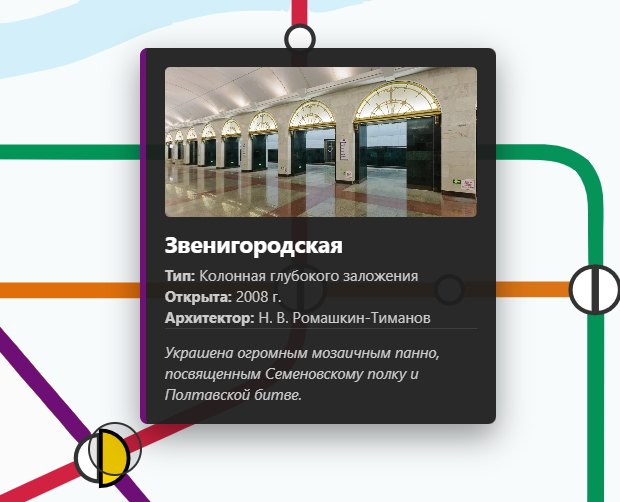 Звенигородская
Тип: Колонная глубокого заложения
Открыта: 2008 г.
Архитектор: Н. В. Ромашкин-Тиманов
Украшена огромным мозаичным панно,
посвященным Семеновскому полку и
Полтавской битве.